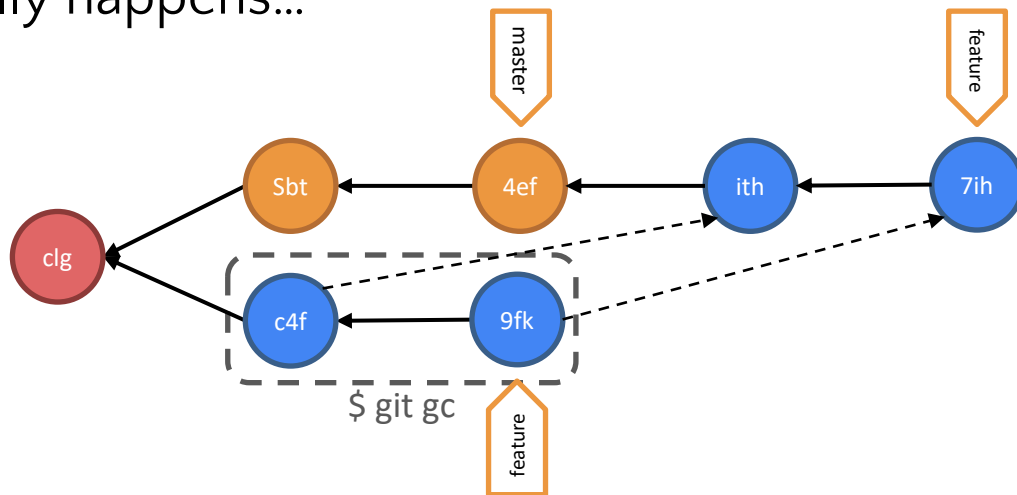 lly happens...
master
feature
Sbt
4ef
ith
7ih
clg
c4f
9fk
$ git gc
feature